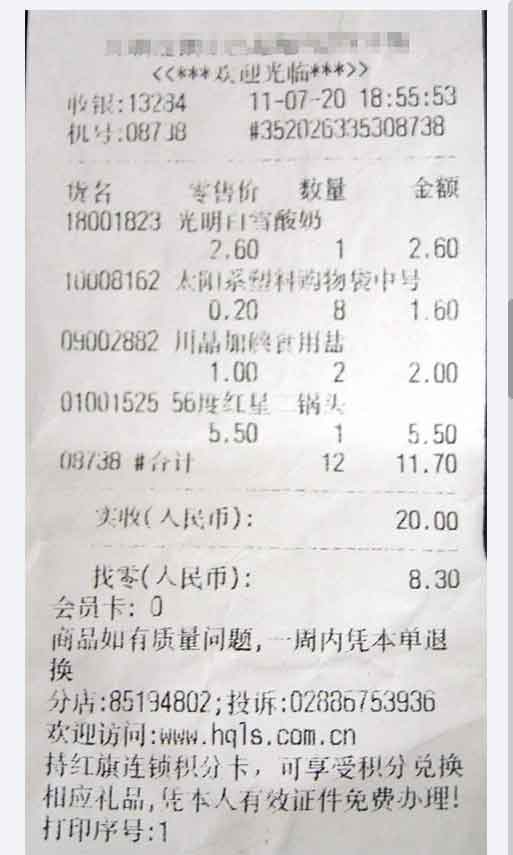 <<***欢迎光临***>>
收银:13284 11-07-20 18:55:53
机号:08738 #352026335308738
货名 零售价 数量 金额
18001823 光明白雪酸奶
2.60 1 2.60
10008162 太阳系塑料购物袋中号
0.20 8 1.60
09002882 川晶加碘食用盐
1.00 2 2.00
01001525 56度红星二锅头
5.50 1 5.50
08738 #合计 12 11.70
实收(人民币): 20.00
找零(人民币): 8.30
会员卡: 0
商品如有质量问题,一周内凭本单退
换
分店:85194802;投诉:02886753936
欢迎访问:www.hqls.com.cn
持红旗连锁积分卡，可享受积分兑换
相应礼品,凭本人有效证件免费办理!
打印序号:1